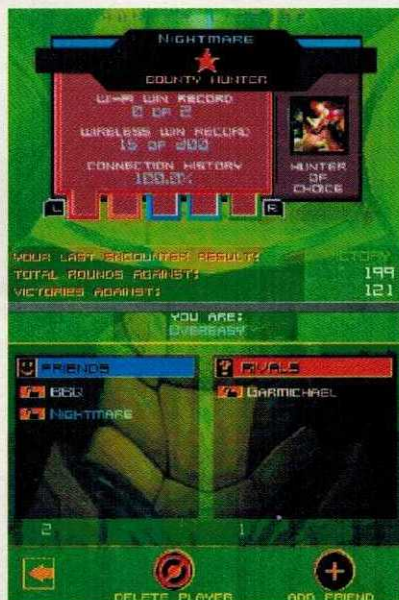 NIGHTMARE
BOUNTY HUNTER
WI-FI WIN RECORD
0 OF 2
WIRELESS WIN RECORD
15 OF 200
CONNECTION HISTORY
100.0%
HUNTER
OF
CHOICE
L
R
YOUR LAST ENCOUNTER RESULT:
TOTAL ROUNDS AGAINST: 199
VICTORIES AGAINST: 121
YOU ARE:
OVEREASY
FRIENDS
RIVALS
BBQ
GARMICHAEL
NIGHTMARE
2
1
DELETE PLAYER
ADD FRIEND